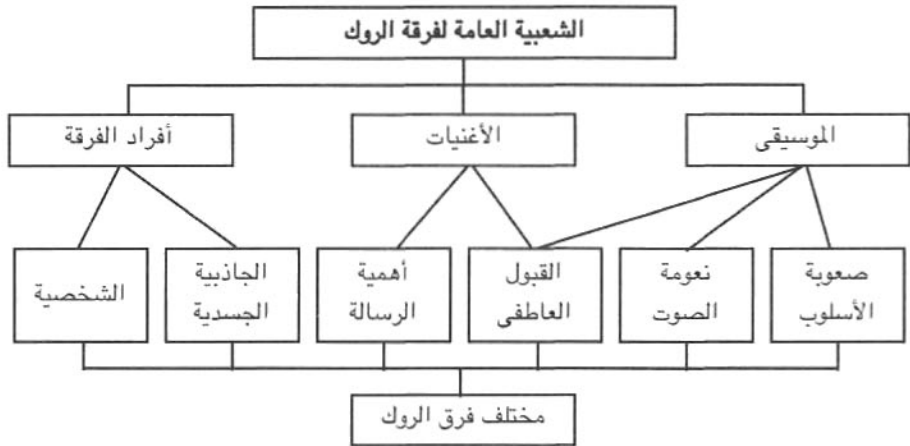 الشعبية العامة لفرقة الروك
الموسيقى
الأغنيات
أفراد الفرقة
صعوبة
الأسلوب
نعومة
الصوت
القبول
العاطفى
أهمية
الرسالة
الجاذبية
الجسدية
الشخصية
مختلف فرق الروك